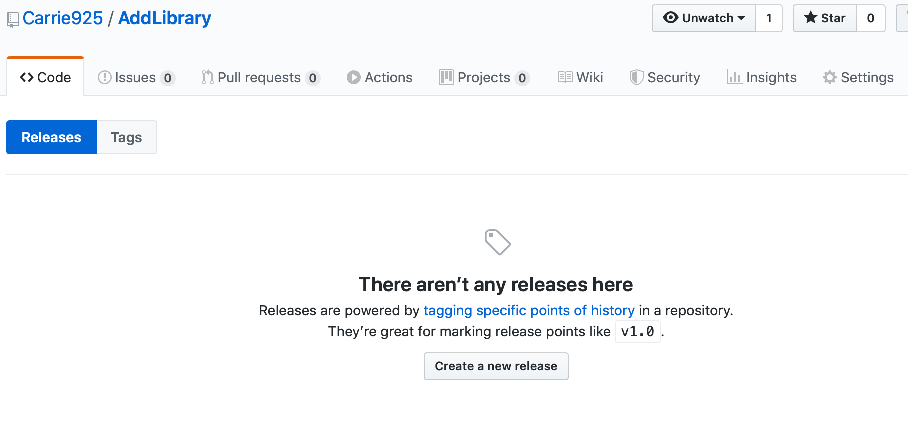 Carrie925 / AddLibrary Unwatch 1 Star 0
Code Issues 0 Pull requests 0 Actions Projects 0 Wiki Security Insights Settings
Releases Tags
There aren’t any releases here
Releases are powered by tagging specific points of history in a repository.
They’re great for marking release points like v1.0.
Create a new release